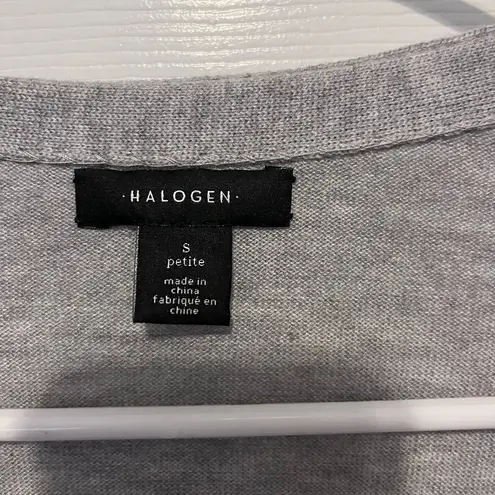 ·HALOGEN·
S
petite
made in
china
fabriqué en
chine